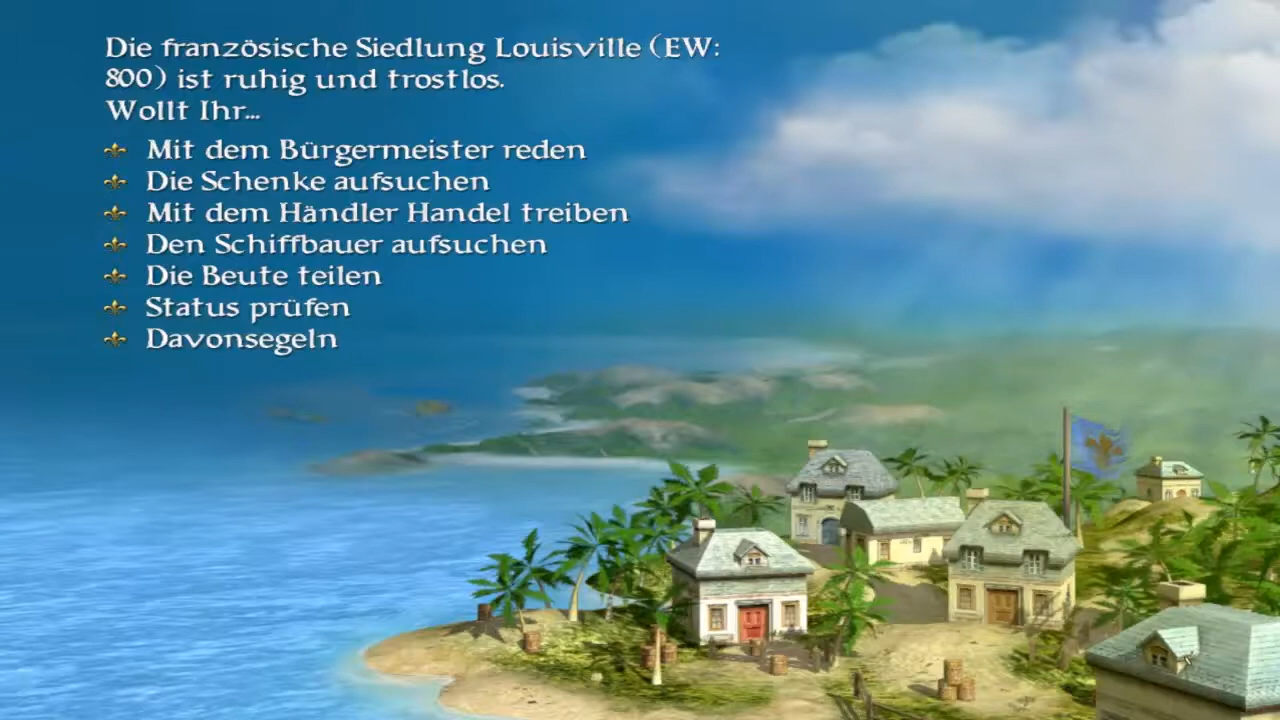 Die französische Siedlung Louisville (EW:
800) ist ruhig und trostlos.
Wollt Ihr...
Mit dem Bürgermeister reden
Die Schenke aufsuchen
Mit dem Händler Handel treiben
Den Schiffbauer aufsuchen
Die Beute teilen
Status prüfen
Davonsegeln